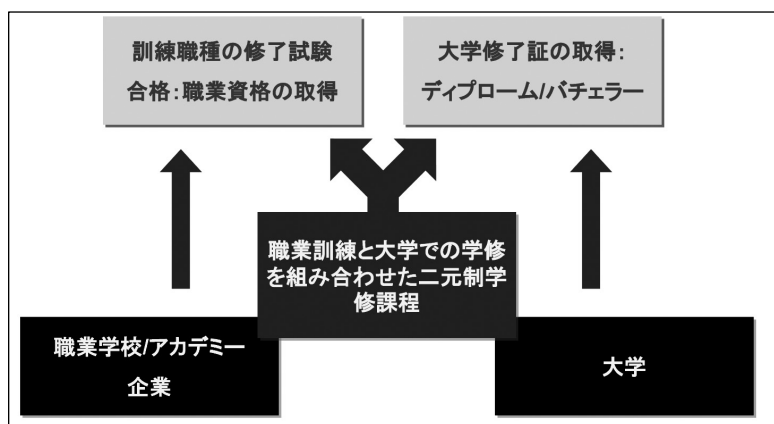 訓練職種の修了試験
合格:職業資格の取得
大学修了証の取得:
ディプローム/バチェラー
職業訓練と大学での学修
を組み合わせた二元制学
修課程
職業学校/アカデミー
企業
大学